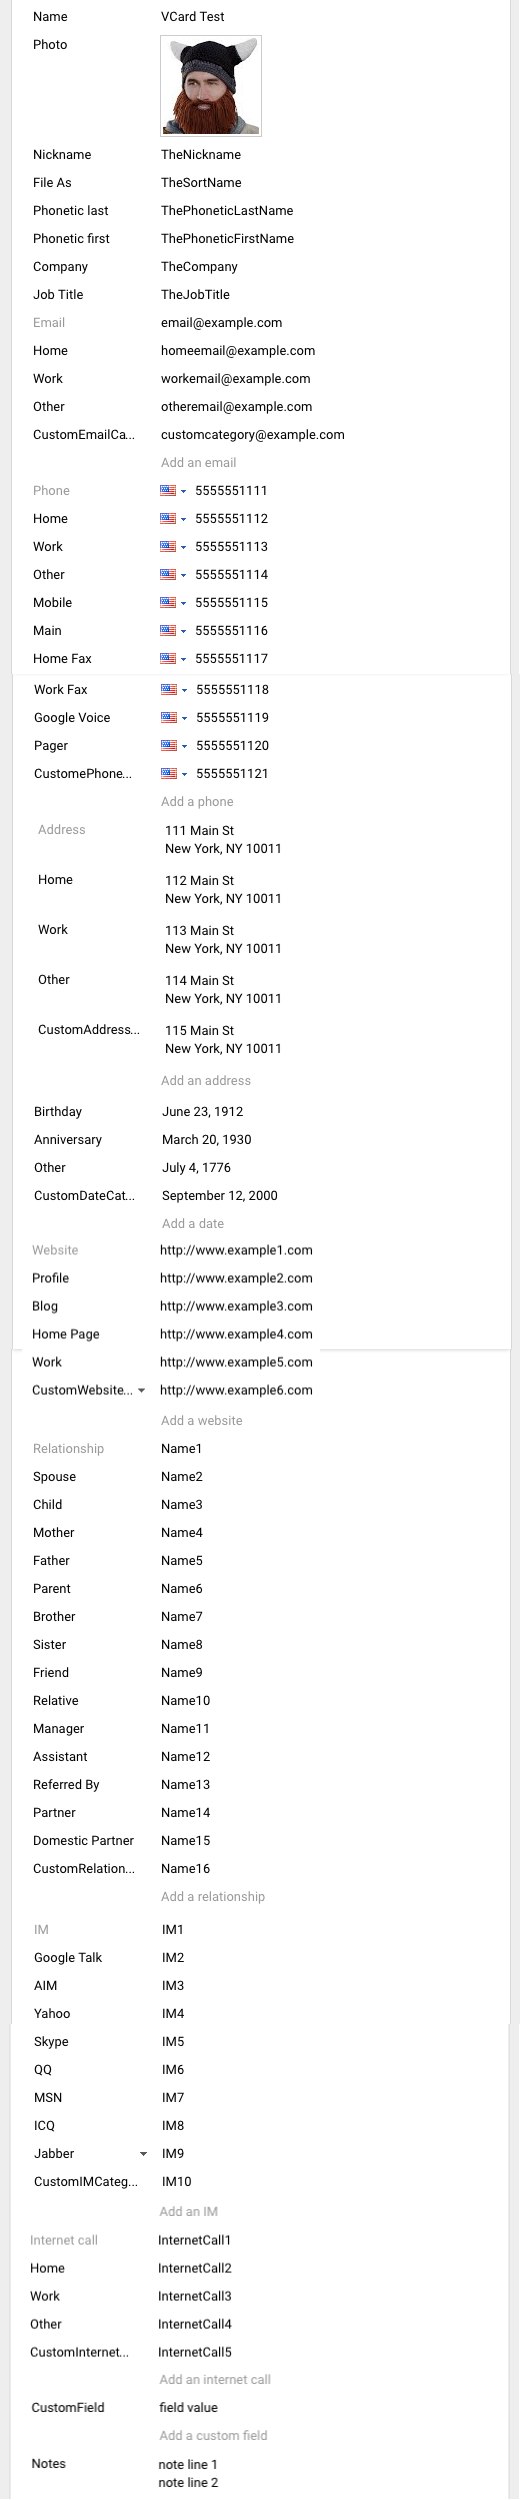 Name VCard Test
Photo
Nickname TheNickname
File As TheSortName
Phonetic last ThePhoneticLastName
Phonetic first ThePhoneticFirstName
Company TheCompany
Job Title TheJobTitle
Email email@example.com
Home homeemail@example.com
Work workemail@example.com
Other otheremail@example.com
CustomEmailCa... customcategory@example.com
Add an email
Phone 5555551111
Home 5555551112
Work 5555551113
Other 5555551114
Mobile 5555551115
Main 5555551116
Home Fax 5555551117
Work Fax 5555551118
Google Voice 5555551119
Pager 5555551120
CustomePhone... 5555551121
Add a phone
Address 111 Main St
New York, NY 10011
Home 112 Main St
New York, NY 10011
Work 113 Main St
New York, NY 10011
Other 114 Main St
New York, NY 10011
CustomAddress... 115 Main St
New York, NY 10011
Add an address
Birthday June 23, 1912
Anniversary March 20, 1930
Other July 4, 1776
CustomDateCat... September 12, 2000
Add a date
Website http://www.example1.com
Profile http://www.example2.com
Blog http://www.example3.com
Home Page http://www.example4.com
Work http://www.example5.com
CustomWebsite... http://www.example6.com
Add a website
Relationship Name1
Spouse Name2
Child Name3
Mother Name4
Father Name5
Parent Name6
Brother Name7
Sister Name8
Friend Name9
Relative Name10
Manager Name11
Assistant Name12
Referred By Name13
Partner Name14
Domestic Partner Name15
CustomRelation... Name16
Add a relationship
IM IM1
Google Talk IM2
AIM IM3
Yahoo IM4
Skype IM5
QQ IM6
MSN IM7
ICQ IM8
Jabber IM9
CustomIMCateg... IM10
Add an IM
Internet call InternetCall1
Home InternetCall2
Work InternetCall3
Other InternetCall4
CustomInternet... InternetCall5
Add an internet call
CustomField field value
Add a custom field
Notes note line 1
note line 2